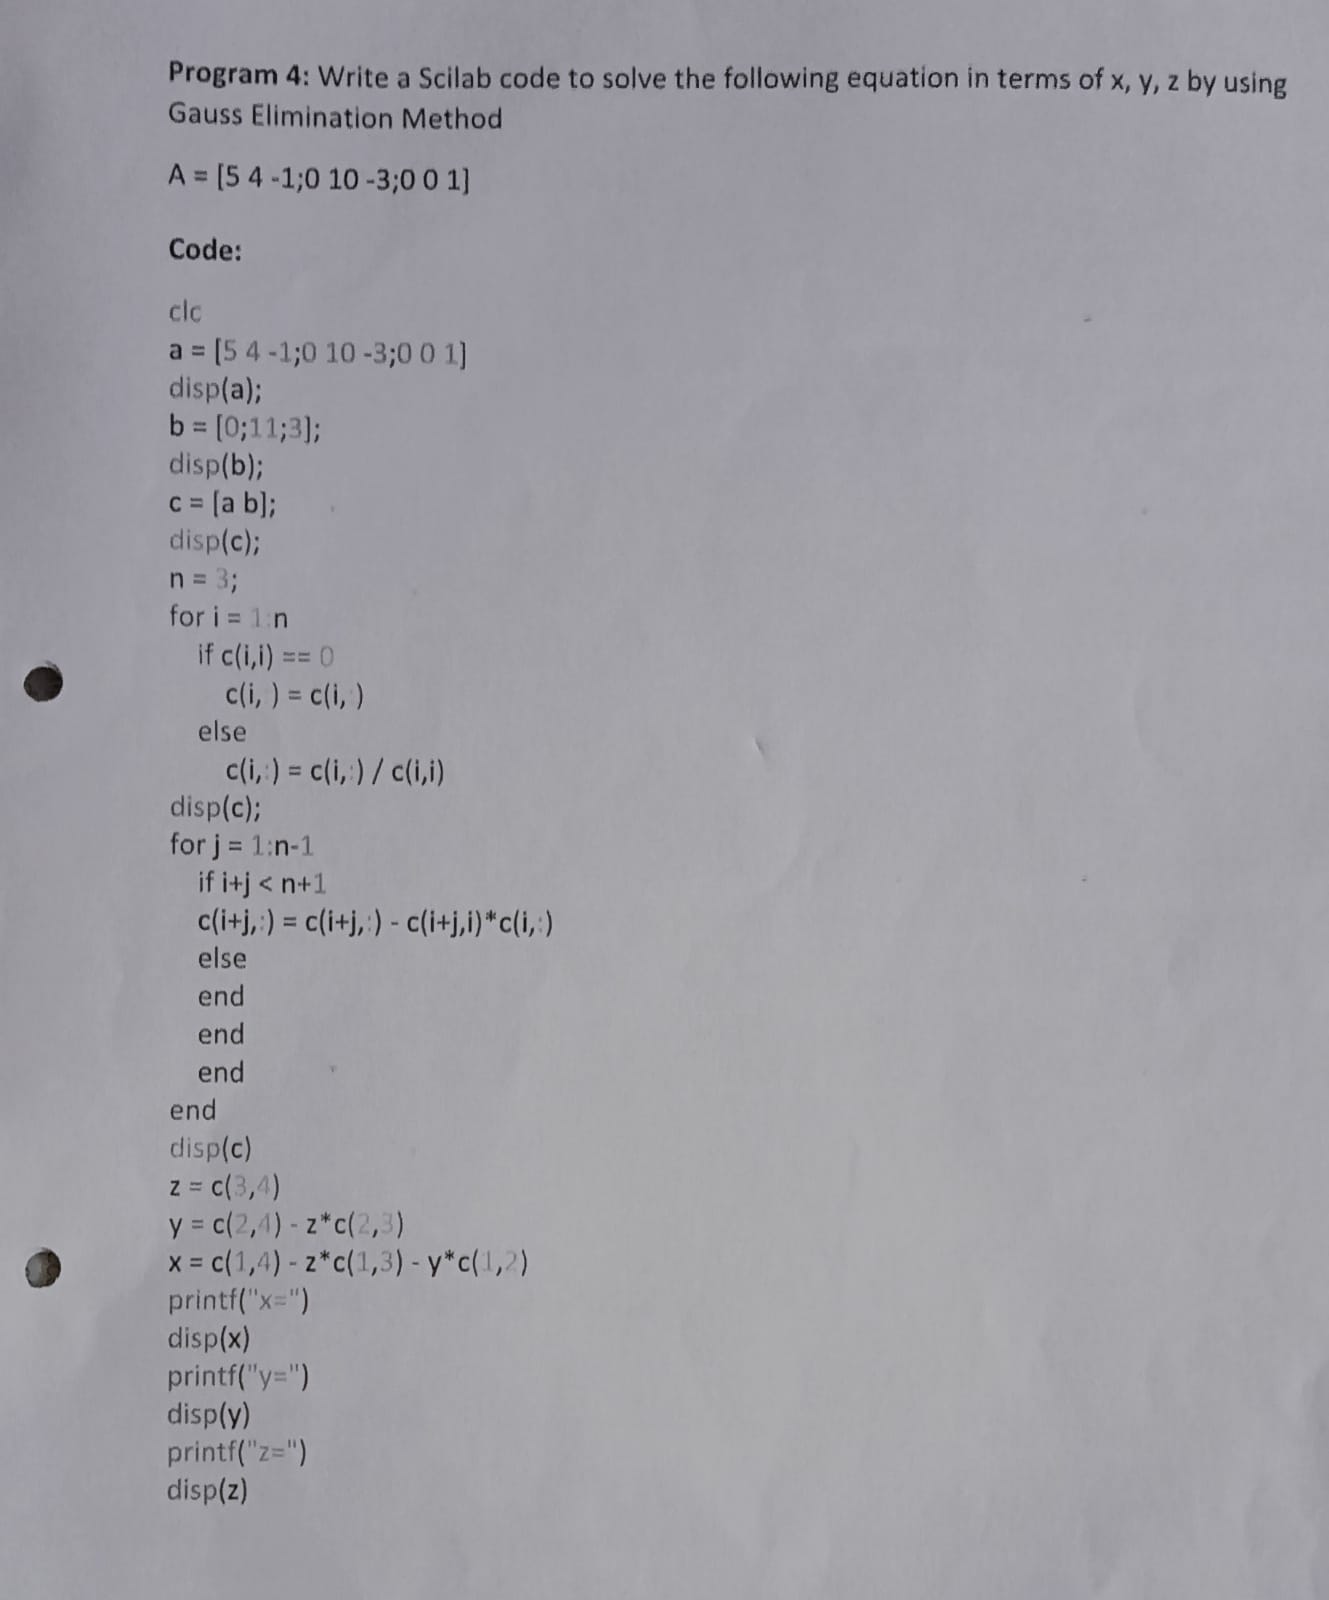 Program 4: Write a Scilab code to solve the following equation in terms of x, y, z by using
Gauss Elimination Method
A = [5 4 -1;0 10 -3;0 0 1]
Code:
clc
a = [5 4 -1;0 10 -3;0 0 1]
disp(a);
b = [0;11;3];
disp(b);
c = [a b];
disp(c);
n = 3;
for i = 1:n
if c(i,i) == 0
c(i, ) = c(i, )
else
c(i,:) = c(i,:) / c(i,i)
disp(c);
for j = 1:n-1
if i+j < n+1
c(i+j,:) = c(i+j,:) - c(i+j,i)*c(i,:)
else
end
end
end
end
disp(c)
z = c(3,4)
y = c(2,4) - z*c(2,3)
x = c(1,4) - z*c(1,3) - y*c(1,2)
printf("x=")
disp(x)
printf("y=")
disp(y)
printf("z=")
disp(z)